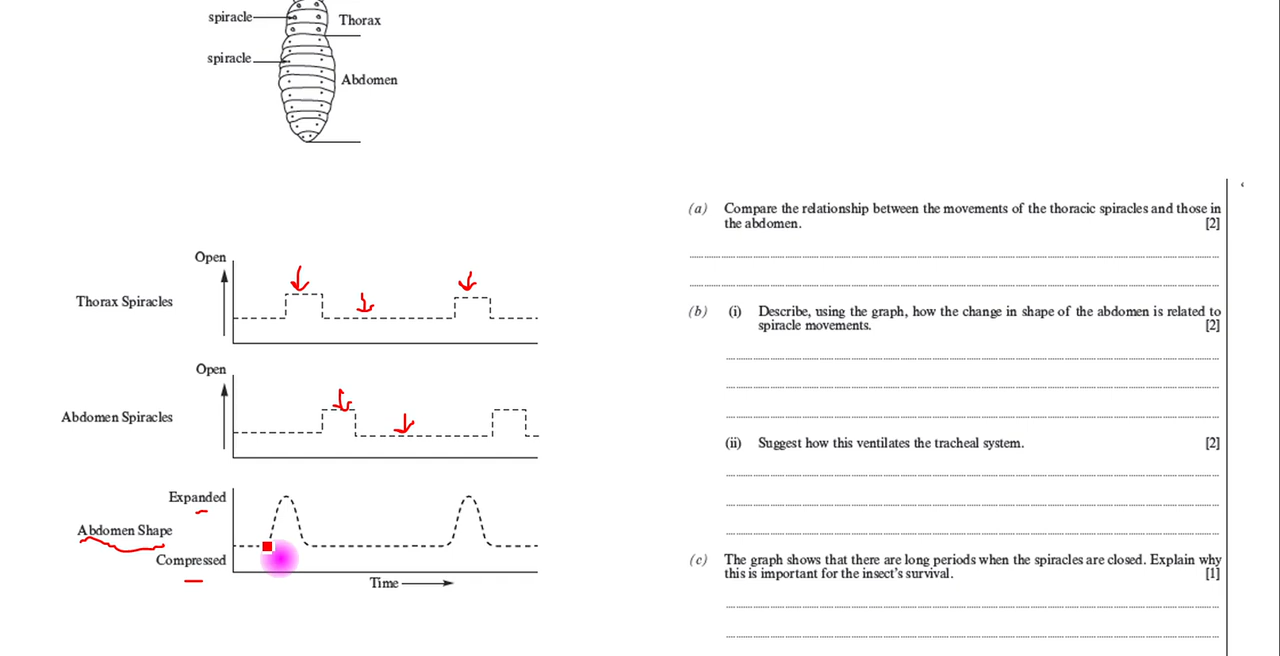 spiracle
Thorax
spiracle
Abdomen
Open
Thorax Spiracles
Open
Abdomen Spiracles
Expanded
Abdomen Shape
Compressed
Time
(a) Compare the relationship between the movements of the thoracic spiracles and those in
the abdomen. [2]
(b) (i) Describe, using the graph, how the change in shape of the abdomen is related to
spiracle movements. [2]
(ii) Suggest how this ventilates the tracheal system. [2]
(c) The graph shows that there are long periods when the spiracles are closed. Explain why
this is important for the insect's survival. [1]